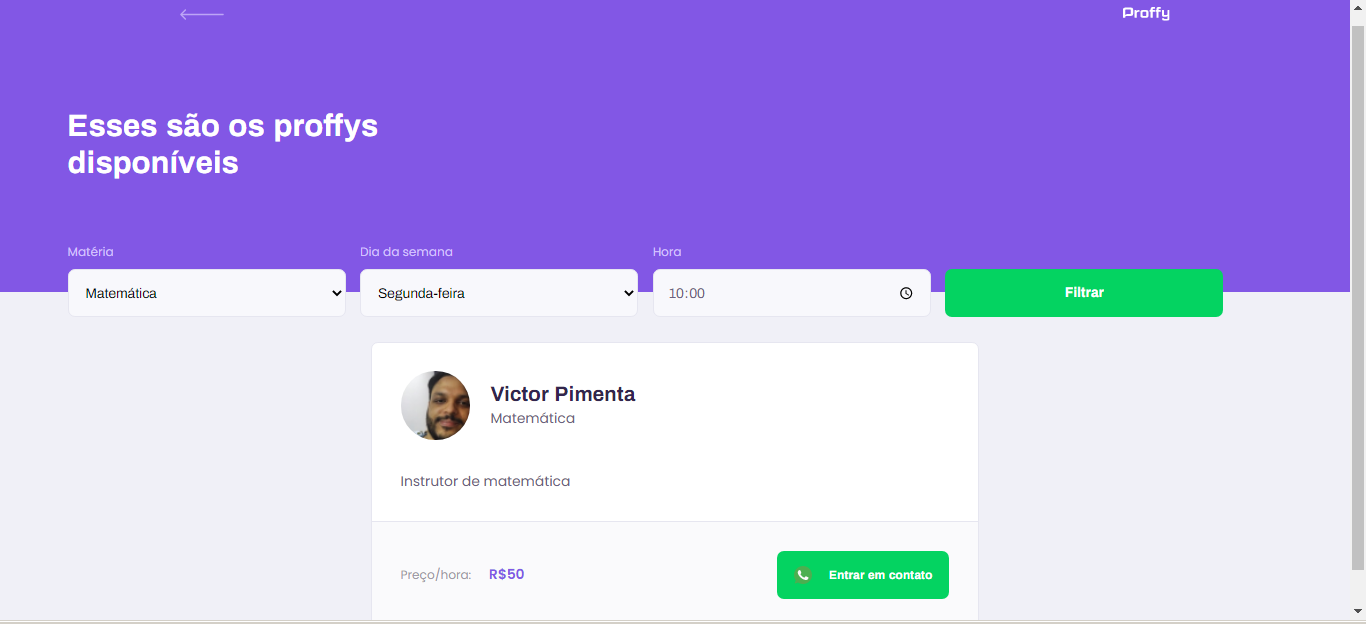 Proffy
Esses são os proffys
disponíveis
Matéria
Dia da semana
Hora
Matemática
Segunda-feira
10:00
Filtrar
Victor Pimenta
Matemática
Instrutor de matemática
Preço/hora: R$50
Entrar em contato